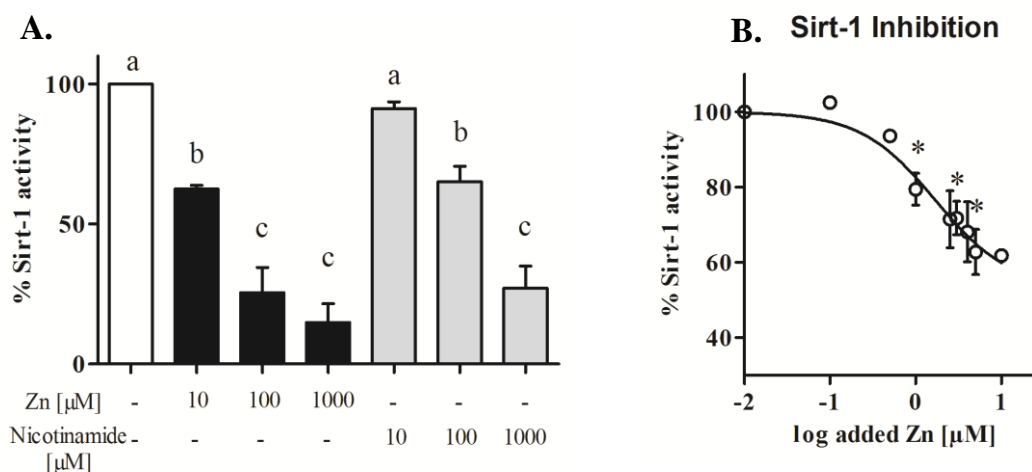 A.
% Sirt-1 activity
100
50
0
a
b
c
c
a
b
c
Zn [μM] - 10 100 1000 - - -
Nicotinamide - - - - 10 100 1000
[μM]
B. Sirt-1 Inhibition
% Sirt-1 activity
100
80
60
40
*
*
*
-2 -1 0 1
log added Zn [μM]